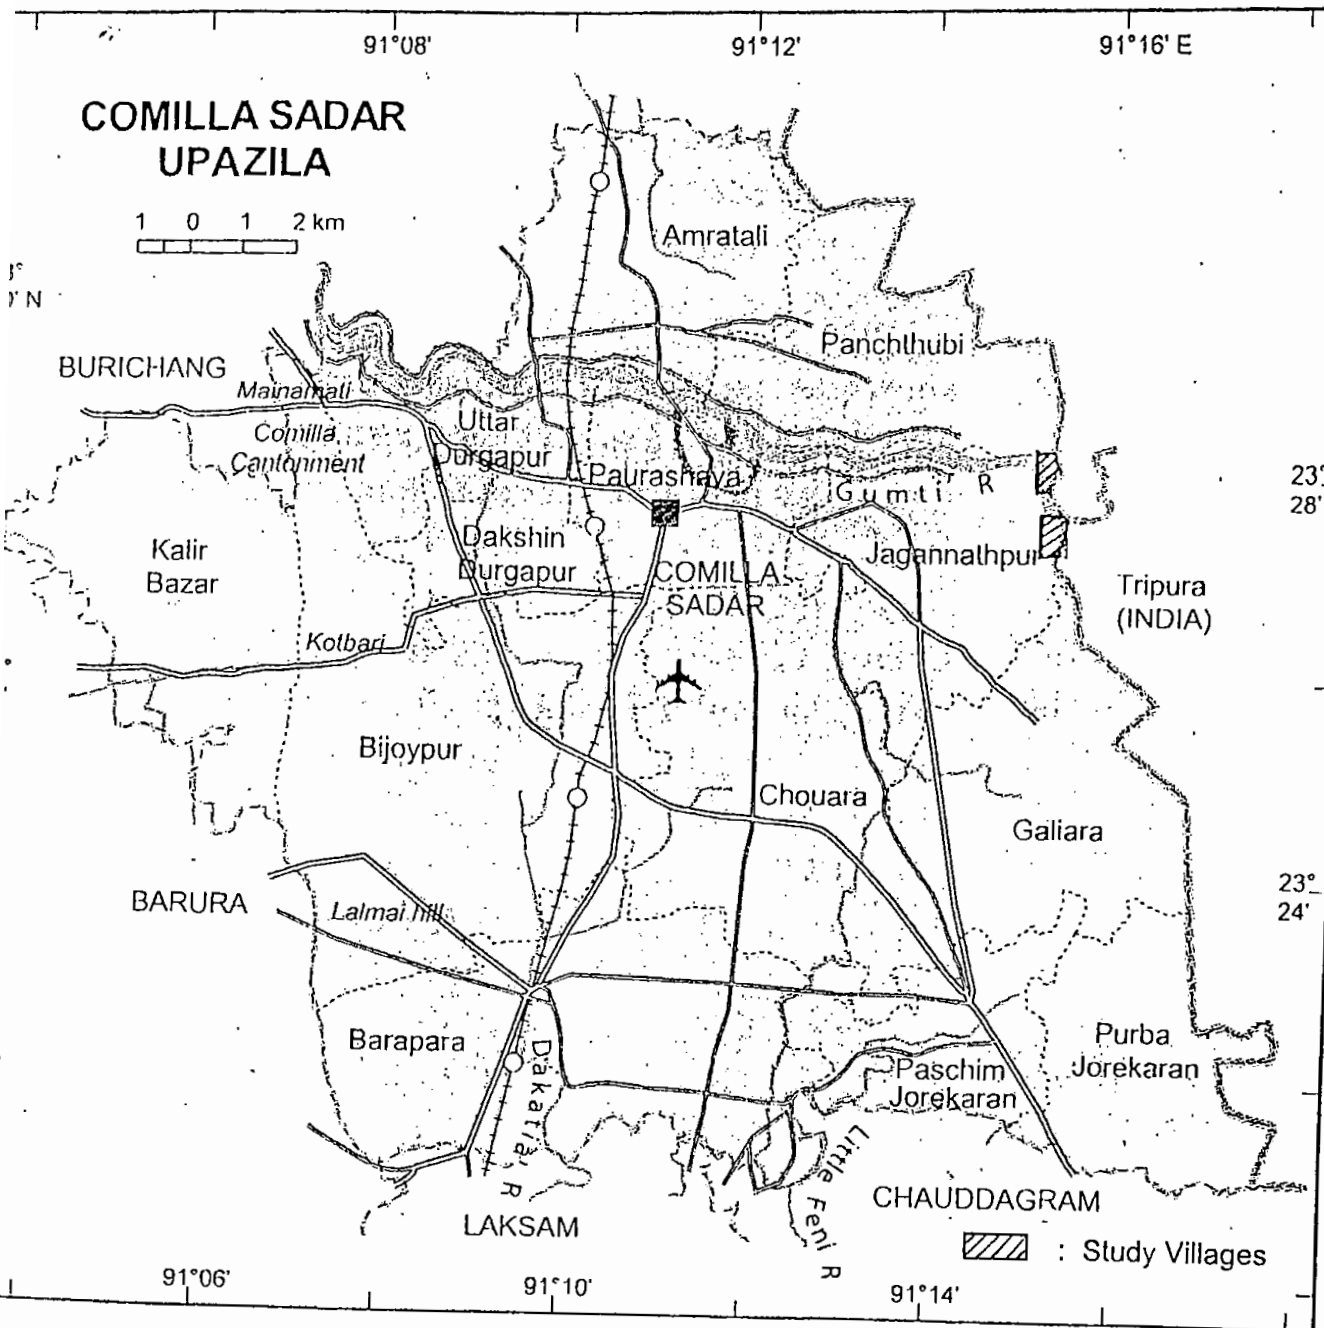 91°08'
91°12'
91°16' E
COMILLA SADAR
UPAZILA
1 0 1 2 km
Amratali
' N
Panchthubi
BURICHANG
Mainamati
Uttar
Durgapur
Comilla
Cantonment
Paurashava
Gumti R
23°
28'
Kalir
Bazar
Dakshin
Durgapur
Jagannathpur
COMILLA
SADAR
Tripura
(INDIA)
Kotbari
Bijoypur
Chouara
Galiara
BARURA
Lalmai hill
23°
24'
Barapara
Dakatia R
Purba
Jorekaran
Paschim
Jorekaran
Little Feni R
LAKSAM
CHAUDDAGRAM
: Study Villages
91°06'
91°10'
91°14'